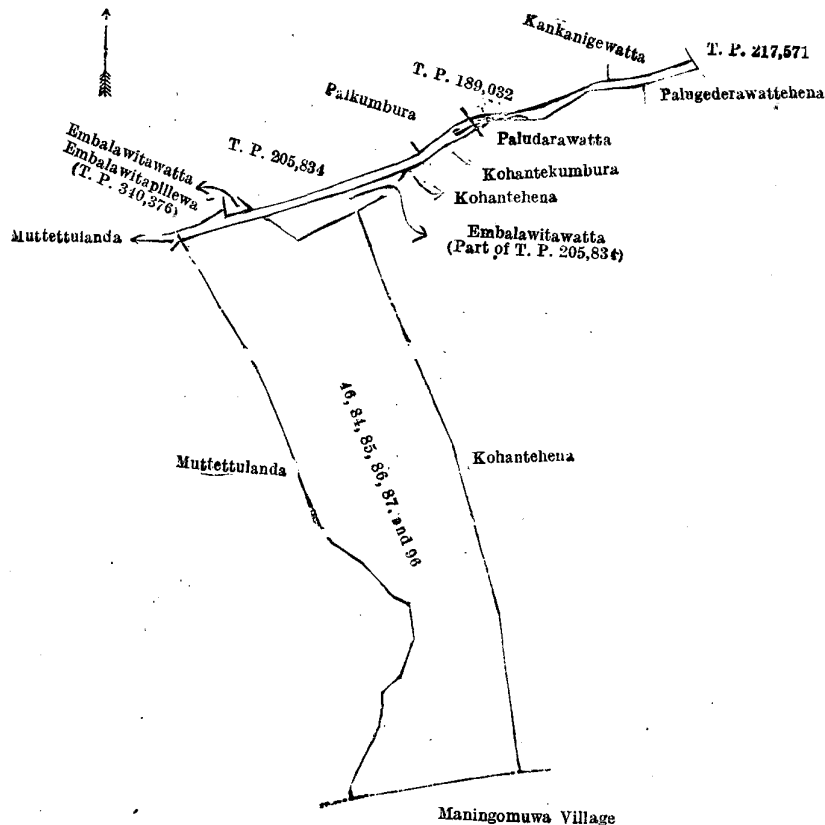 Kankanigewatta
T. P. 217,571
T. P. 189,032
Palugederawattehena
Palkumbura
Paludarawatta
Embalawitawatta
Embalawitapillewa
(T. P. 340,376)
T. P. 205,834
Kohantekumbura
Kohantehena
Muttettulanda
Embalawitawatta
(Part of T. P. 205,834)
46, 84, 85, 86, 87, and 96
Muttettulanda
Kohantehena
Maningomuwa Village